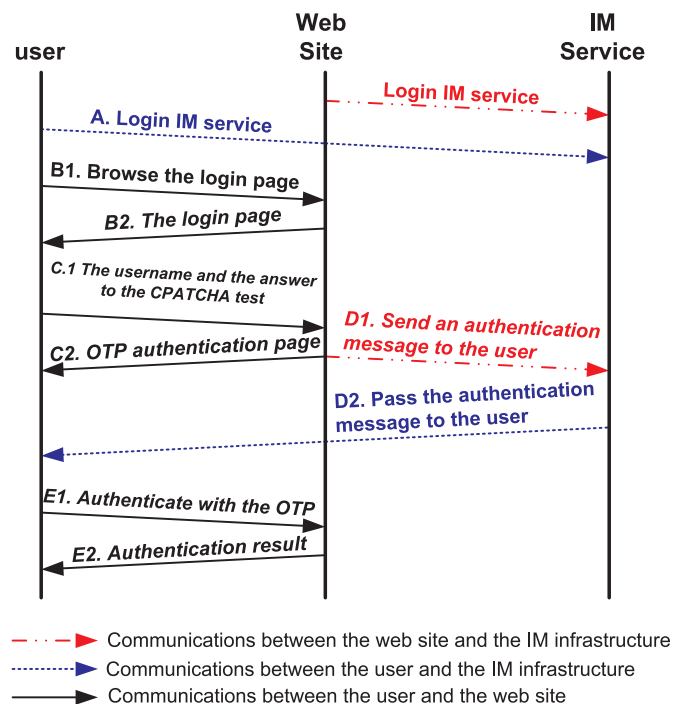 user
Web
Site
IM
Service
Login IM service
A. Login IM service
B1. Browse the login page
B2. The login page
C.1 The username and the answer
to the CPATCHA test
D1. Send an authentication
message to the user
C2. OTP authentication page
D2. Pass the authentication
message to the user
E1. Authenticate with the OTP
E2. Authentication result
Communications between the web site and the IM infrastructure
Communications between the user and the IM infrastructure
Communications between the user and the web site